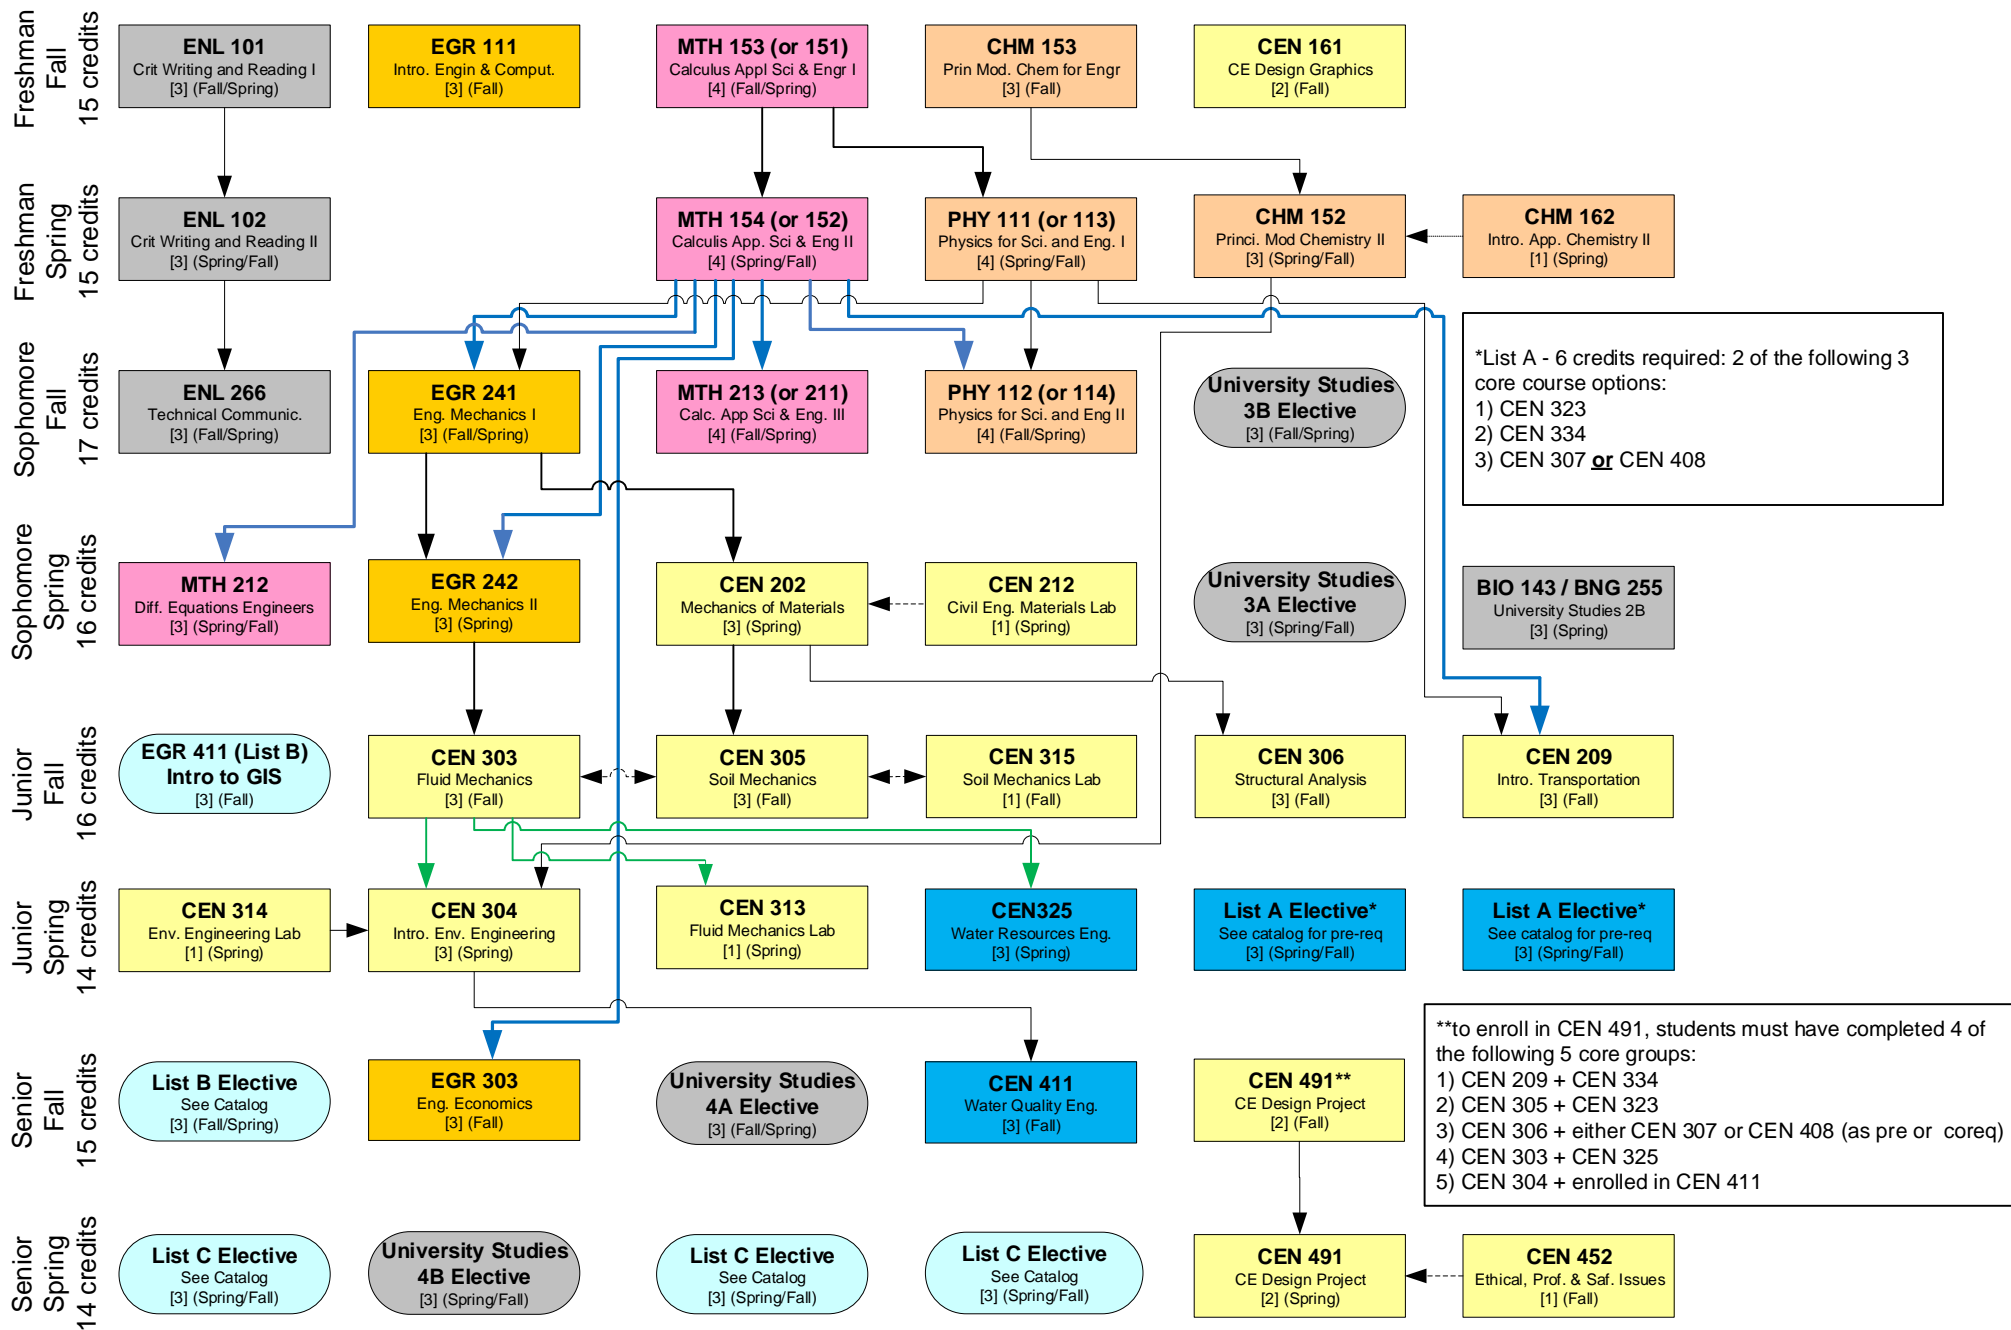 Freshman
Fall
15 credits
ENL 101
Crit Writing and Reading I
[3] (Fall/Spring)
EGR 111
Intro. Engin & Comput.
[3] (Fall)
MTH 153 (or 151)
Calculus Appl Sci & Engr I
[4] (Fall/Spring)
CHM 153
Prin Mod. Chem for Engr
[3] (Fall)
CEN 161
CE Design Graphics
[2] (Fall)
Freshman
Spring
15 credits
ENL 102
Crit Writing and Reading II
[3] (Spring/Fall)
MTH 154 (or 152)
Calculis App. Sci & Eng II
[4] (Spring/Fall)
PHY 111 (or 113)
Physics for Sci. and Eng. I
[4] (Spring/Fall)
CHM 152
Princi. Mod Chemistry II
[3] (Spring/Fall)
CHM 162
Intro. App. Chemistry II
[1] (Spring)
Sophomore
Fall
17 credits
ENL 266
Technical Communic.
[3] (Fall/Spring)
EGR 241
Eng. Mechanics I
[3] (Fall/Spring)
MTH 213 (or 211)
Calc. App Sci & Eng. III
[4] (Fall/Spring)
PHY 112 (or 114)
Physics for Sci. and Eng II
[4] (Fall/Spring)
University Studies
3B Elective
[3] (Fall/Spring)
*List A - 6 credits required: 2 of the following 3
core course options:
1) CEN 323
2) CEN 334
3) CEN 307 or CEN 408
Sophomore
Spring
16 credits
MTH 212
Diff. Equations Engineers
[3] (Spring/Fall)
EGR 242
Eng. Mechanics II
[3] (Spring)
CEN 202
Mechanics of Materials
[3] (Spring)
CEN 212
Civil Eng. Materials Lab
[1] (Spring)
University Studies
3A Elective
[3] (Spring/Fall)
BIO 143 / BNG 255
University Studies 2B
[3] (Spring)
Junior
Fall
16 credits
EGR 411 (List B)
Intro to GIS
[3] (Fall)
CEN 303
Fluid Mechanics
[3] (Fall)
CEN 305
Soil Mechanics
[3] (Fall)
CEN 315
Soil Mechanics Lab
[1] (Fall)
CEN 306
Structural Analysis
[3] (Fall)
CEN 209
Intro. Transportation
[3] (Fall)
Junior
Spring
14 credits
CEN 314
Env. Engineering Lab
[1] (Spring)
CEN 304
Intro. Env. Engineering
[3] (Spring)
CEN 313
Fluid Mechanics Lab
[1] (Spring)
CEN325
Water Resources Eng.
[3] (Spring)
List A Elective*
See catalog for pre-req
[3] (Spring/Fall)
List A Elective*
See catalog for pre-req
[3] (Spring/Fall)
Senior
Fall
15 credits
List B Elective
See Catalog
[3] (Fall/Spring)
EGR 303
Eng. Economics
[3] (Fall)
University Studies
4A Elective
[3] (Fall/Spring)
CEN 411
Water Quality Eng.
[3] (Fall)
CEN 491**
CE Design Project
[2] (Fall)
**to enroll in CEN 491, students must have completed 4 of
the following 5 core groups:
1) CEN 209 + CEN 334
2) CEN 305 + CEN 323
3) CEN 306 + either CEN 307 or CEN 408 (as pre or coreq)
4) CEN 303 + CEN 325
5) CEN 304 + enrolled in CEN 411
Senior
Spring
14 credits
List C Elective
See Catalog
[3] (Spring/Fall)
University Studies
4B Elective
[3] (Spring/Fall)
List C Elective
See Catalog
[3] (Spring/Fall)
List C Elective
See Catalog
[3] (Spring/Fall)
CEN 491
CE Design Project
[2] (Spring)
CEN 452
Ethical, Prof. & Saf. Issues
[1] (Fall)